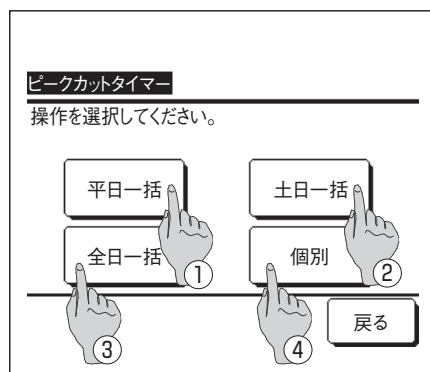 ピークカットタイマー
操作を選択してください。
平日一括
土日一括
①
②
全日一括
個別
③
④
戻る